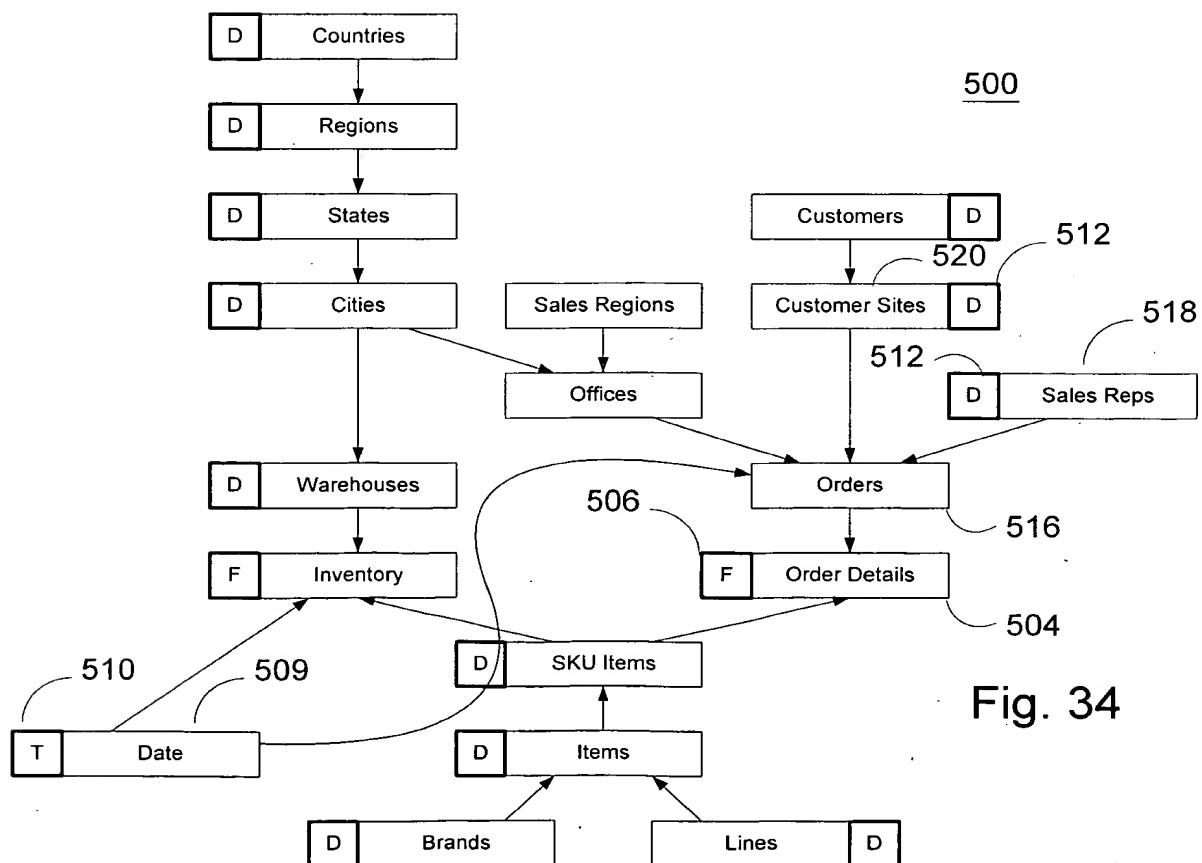 D Countries
500
D Regions
D States
Customers D
520
512
D Cities
Sales Regions
Customer Sites D
518
512
Offices
D Sales Reps
D Warehouses
Orders
506
516
F Inventory
F Order Details
504
D SKU Items
510
509
Fig. 34
T Date
D Items
D Brands
Lines D